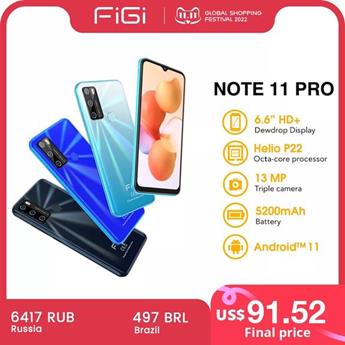 FiGi
11.11
GLOBAL SHOPPING
FESTIVAL 2022
NOTE 11 PRO
6.6" HD+
Dewdrop Display
Helio P22
Octa-core processor
13 MP
Triple camera
5200mAh
Battery
Android™ 11
FiGi
6417 RUB
Russia
497 BRL
Brazil
US$91.52
Final price